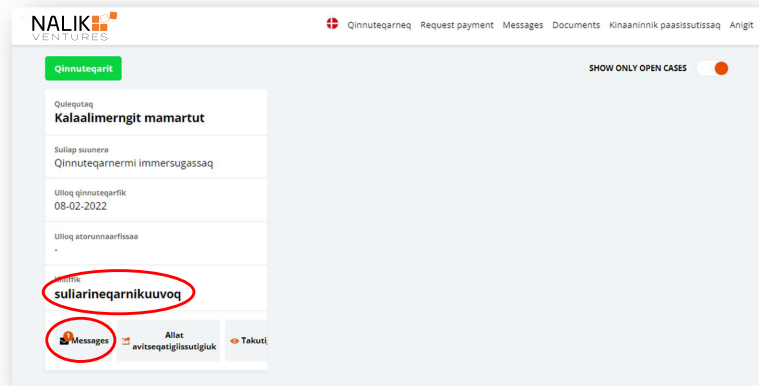 NALIK
VENTURES
Qinnuteqarneq Request payment Messages Documents Kinaaninnik paasissutissaq Anigit
Qinnuteqarit
SHOW ONLY OPEN CASES
Qulequtaq
Kalaalimerngit mamartut
Suliap suunera
Qinnuteqarnermi immersugassaq
Ulloq qinnuteqarfik
08-02-2022
Ulloq atorunnaarfissaa
-
suliarineqarnikuuvoq
1
Messages
Allat
avitseqatigiissutigiuk